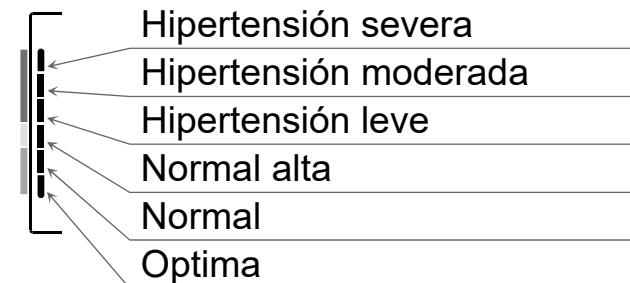 Hipertensión severa
Hipertensión moderada
Hipertensión leve
Normal alta
Normal
Optima